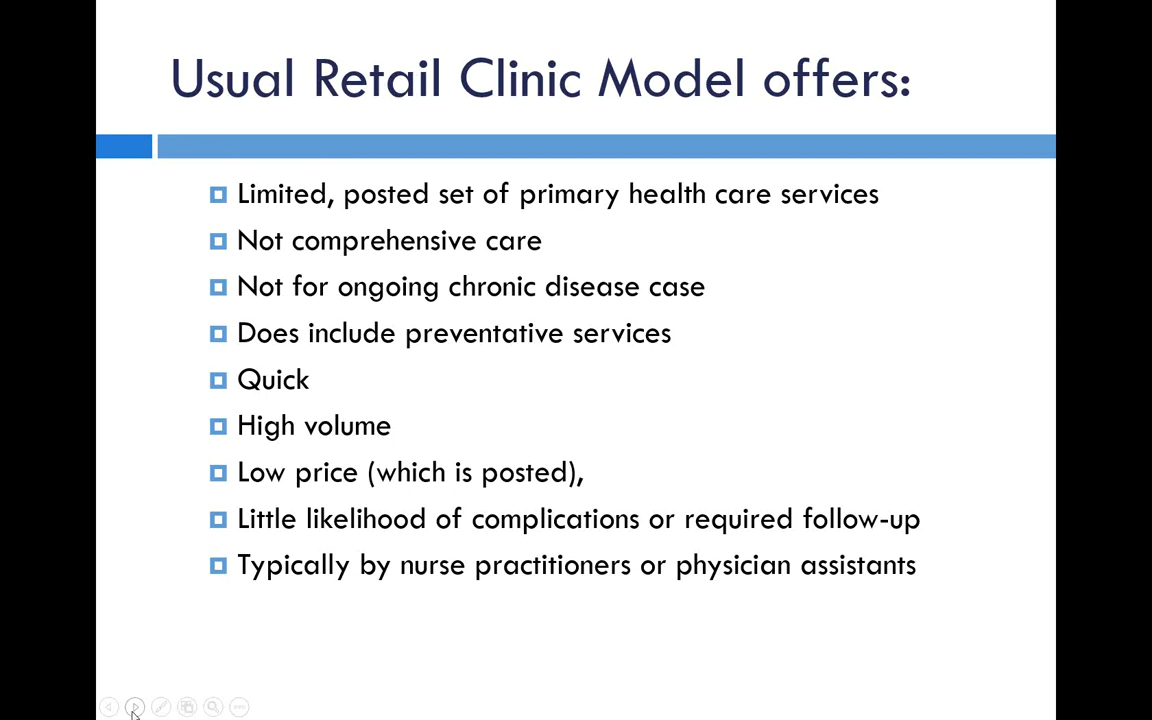 Usual Retail Clinic Model offers:
Limited, posted set of primary health care services
Not comprehensive care
Not for ongoing chronic disease case
Does include preventative services
Quick
High volume
Low price (which is posted),
Little likelihood of complications or required follow-up
Typically by nurse practitioners or physician assistants